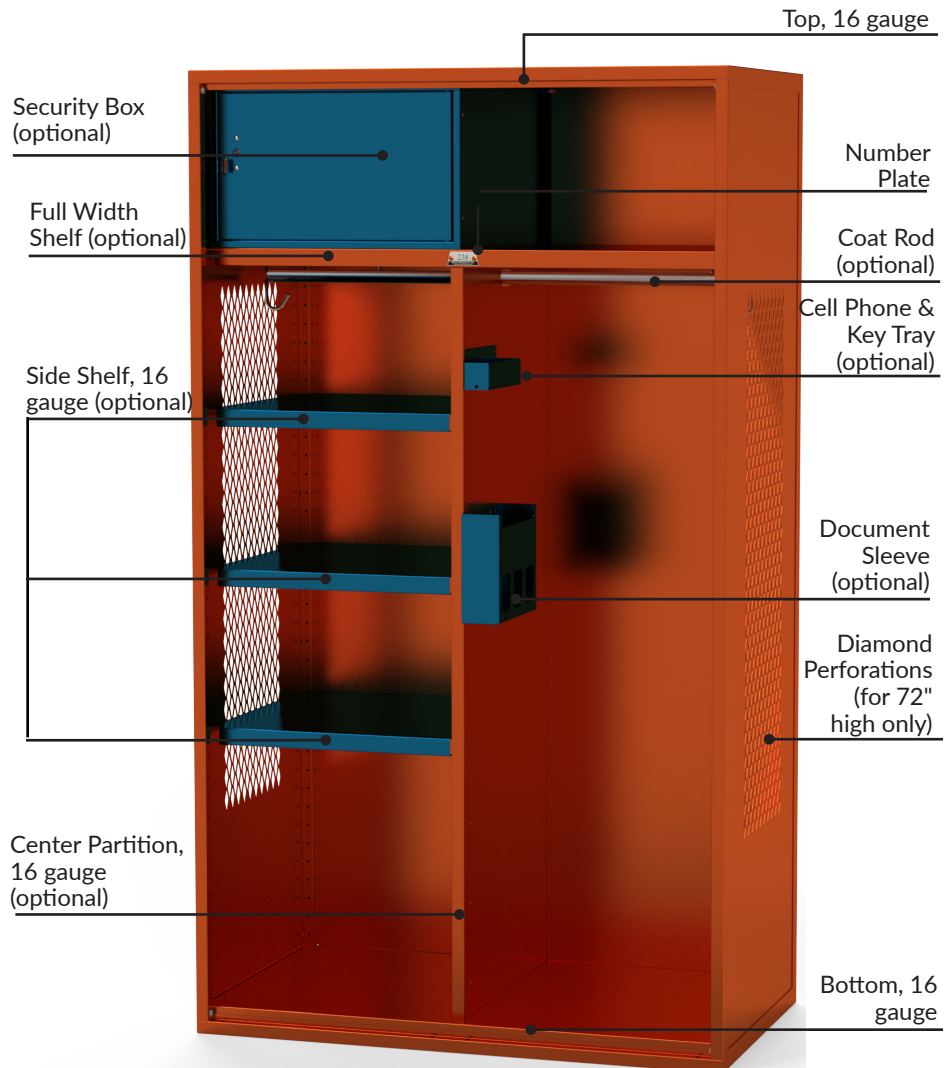 Top, 16 gauge
Security Box
(optional)
Number
Plate
Full Width
Shelf (optional)
238
Coat Rod
(optional)
Cell Phone &
Key Tray
(optional)
Side Shelf, 16
gauge (optional)
Document
Sleeve
(optional)
Diamond
Perforations
(for 72"
high only)
Center Partition,
16 gauge
(optional)
Bottom, 16
gauge